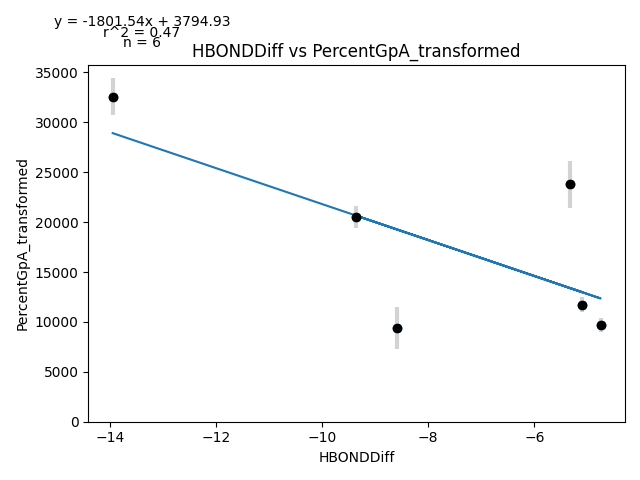 y = -1801.54x + 3794.93
r^2 = 0.47
n = 6
HBONDDiff vs PercentGpA_transformed
PercentGpA_transformed
35000
30000
25000
20000
15000
10000
5000
0
−14 −12 −10 −8 −6
HBONDDiff